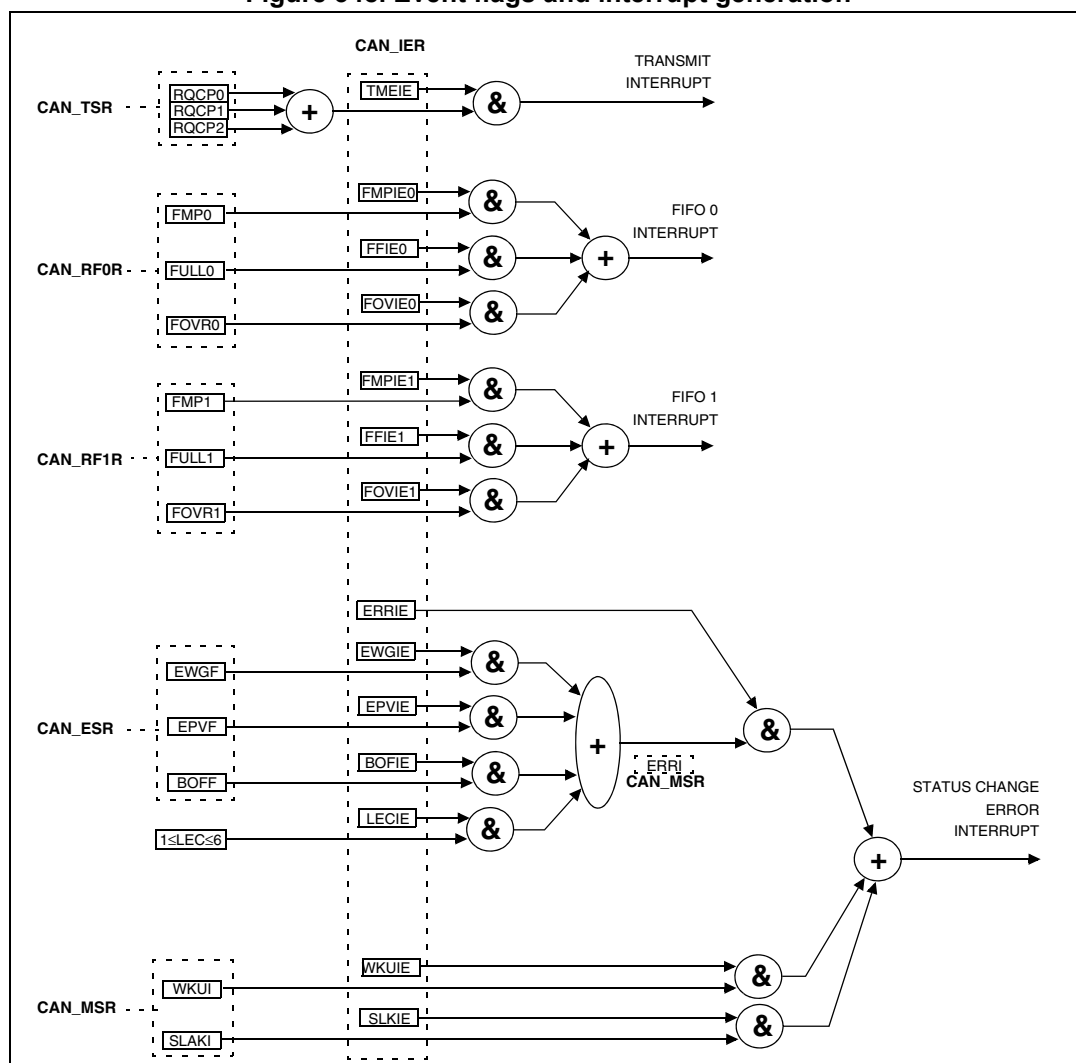 Figure 348. Event flags and interrupt generation
CAN_IER
TRANSMIT
INTERRUPT
CAN_TSR
RQCP0
RQCP1
RQCP2
+
TMEIE
&
FMPIE0
&
FMP0
FIFO 0
INTERRUPT
CAN_RF0R
FULL0
FFIE0
&
+
FOVIE0
&
FOVR0
FMPIE1
&
FMP1
FIFO 1
INTERRUPT
CAN_RF1R
FULL1
FFIE1
&
+
FOVIE1
&
FOVR1
ERRIE
EWGIE
&
EWGF
CAN_ESR
EPVF
EPVIE
&
+
&
ERRI
CAN_MSR
BOFIE
&
BOFF
STATUS CHANGE
ERROR
INTERRUPT
LECIE
&
1≤LEC≤6
+
WKUIE
&
WKUI
CAN_MSR
SLKIE
&
SLAKI